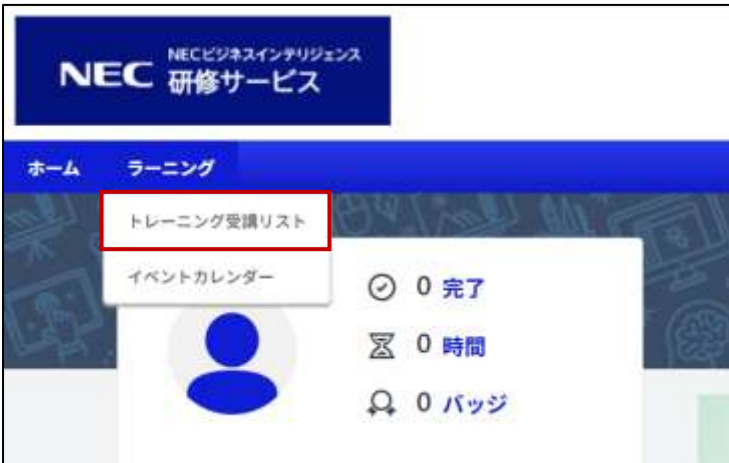 NECビジネスインテリジェンス
NEC 研修サービス
ホーム ラーニング
トレーニング受講リスト
イベントカレンダー
0 完了
0 時間
0 バッジ